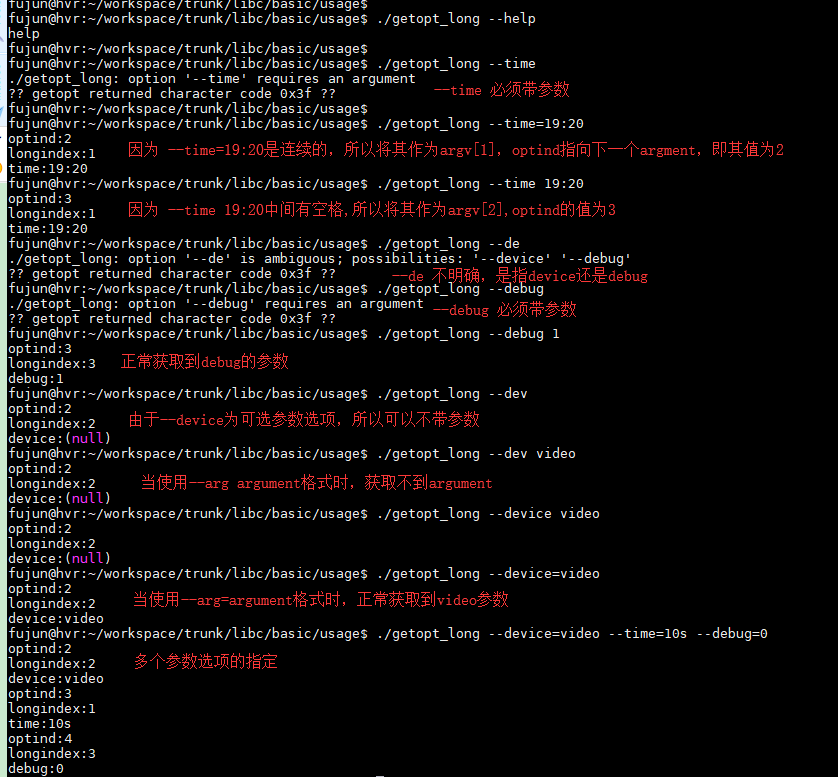 fujun@hvr:~/workspace/trunk/libc/basic/usage$
fujun@hvr:~/workspace/trunk/libc/basic/usage$ ./getopt_long --help
help
fujun@hvr:~/workspace/trunk/libc/basic/usage$
fujun@hvr:~/workspace/trunk/libc/basic/usage$ ./getopt_long --time
./getopt_long: option '--time' requires an argument
?? getopt returned character code 0x3f ??
--time 必须带参数
fujun@hvr:~/workspace/trunk/libc/basic/usage$
fujun@hvr:~/workspace/trunk/libc/basic/usage$ ./getopt_long --time=19:20
optind:2
longindex:1
因为 --time=19:20是连续的，所以将其作为argv[1]，optind指向下一个argment，即其值为2
time:19:20
fujun@hvr:~/workspace/trunk/libc/basic/usage$ ./getopt_long --time 19:20
optind:3
longindex:1
因为 --time 19:20中间有空格,所以将其作为argv[2],optind的值为3
time:19:20
fujun@hvr:~/workspace/trunk/libc/basic/usage$ ./getopt_long --de
./getopt_long: option '--de' is ambiguous; possibilities: '--device' '--debug'
?? getopt returned character code 0x3f ??
--de 不明确，是指device还是debug
fujun@hvr:~/workspace/trunk/libc/basic/usage$ ./getopt_long --debug
./getopt_long: option '--debug' requires an argument
--debug 必须带参数
?? getopt returned character code 0x3f ??
fujun@hvr:~/workspace/trunk/libc/basic/usage$ ./getopt_long --debug 1
optind:3
longindex:3
正常获取到debug的参数
debug:1
fujun@hvr:~/workspace/trunk/libc/basic/usage$ ./getopt_long --dev
optind:2
longindex:2
由于--device为可选参数选项，所以可以不带参数
device:(null)
fujun@hvr:~/workspace/trunk/libc/basic/usage$ ./getopt_long --dev video
optind:2
longindex:2
当使用--arg argument格式时，获取不到argument
device:(null)
fujun@hvr:~/workspace/trunk/libc/basic/usage$ ./getopt_long --device video
optind:2
longindex:2
device:(null)
fujun@hvr:~/workspace/trunk/libc/basic/usage$ ./getopt_long --device=video
optind:2
longindex:2
当使用--arg=argument格式时，正常获取到video参数
device:video
fujun@hvr:~/workspace/trunk/libc/basic/usage$ ./getopt_long --device=video --time=10s --debug=0
optind:2
longindex:2
多个参数选项的指定
device:video
optind:3
longindex:1
time:10s
optind:4
longindex:3
debug:0